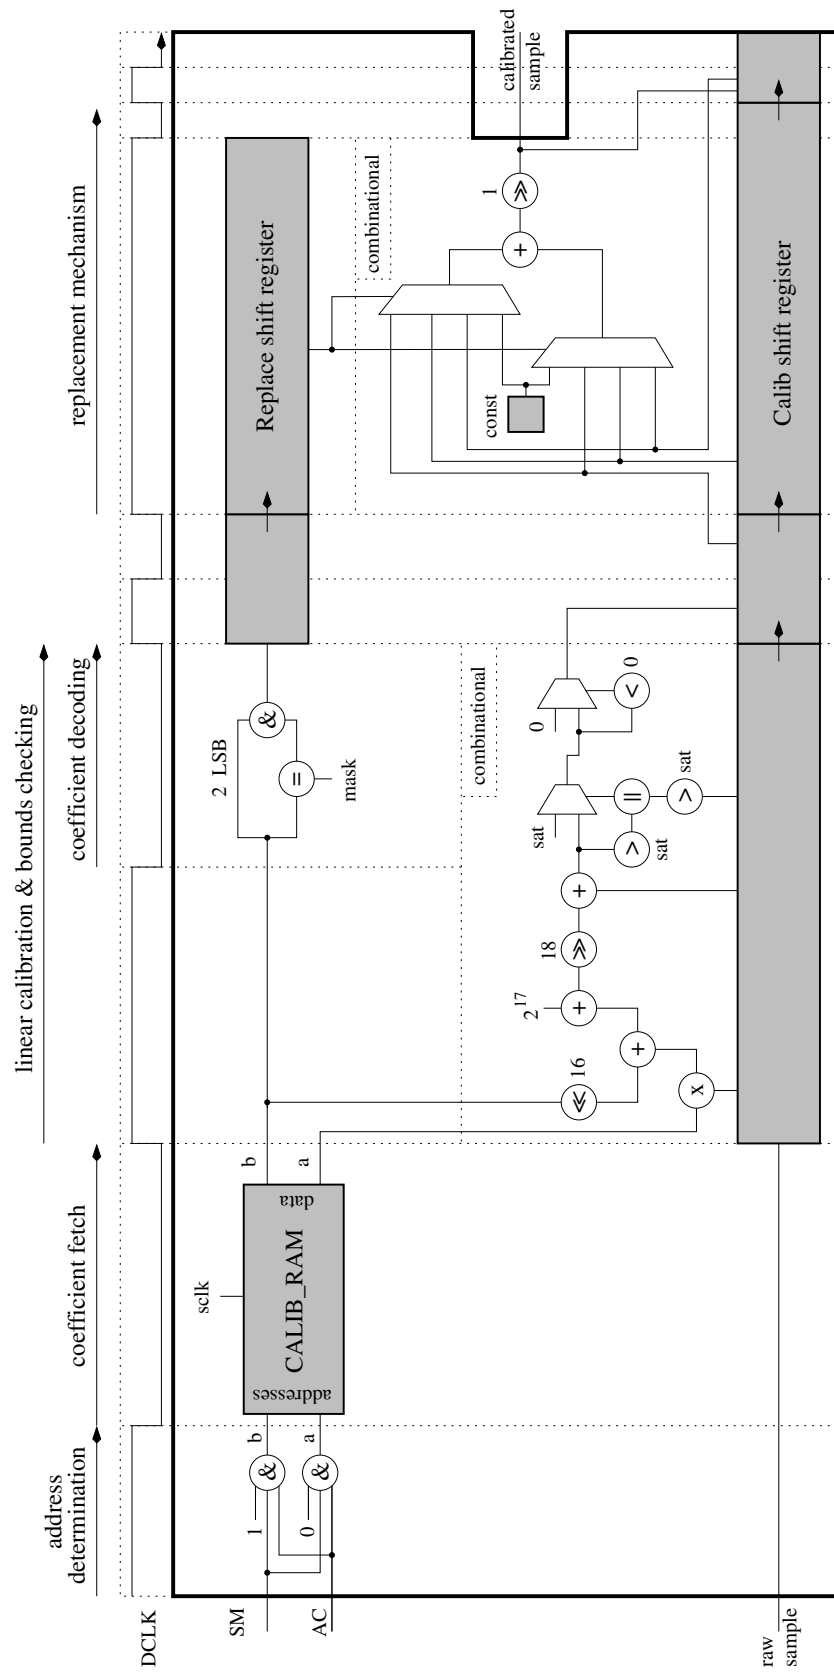 linear calibration & bounds checking
address
determination
coefficient fetch
coefficient decoding
replacement mechanism
DCLK
SM
AC
raw
sample
1
0
&
&
b
a
addresses
CALIB_RAM
data
sclk
b
a
2 LSB
=
mask
&
Replace shift register
combinational
combinational
<< 16
x
+
2^17
+
>>
18
+
>
sat
sat
||
>
sat
0
<
0
const
+
>>
1
calibrated
sample
Calib shift register